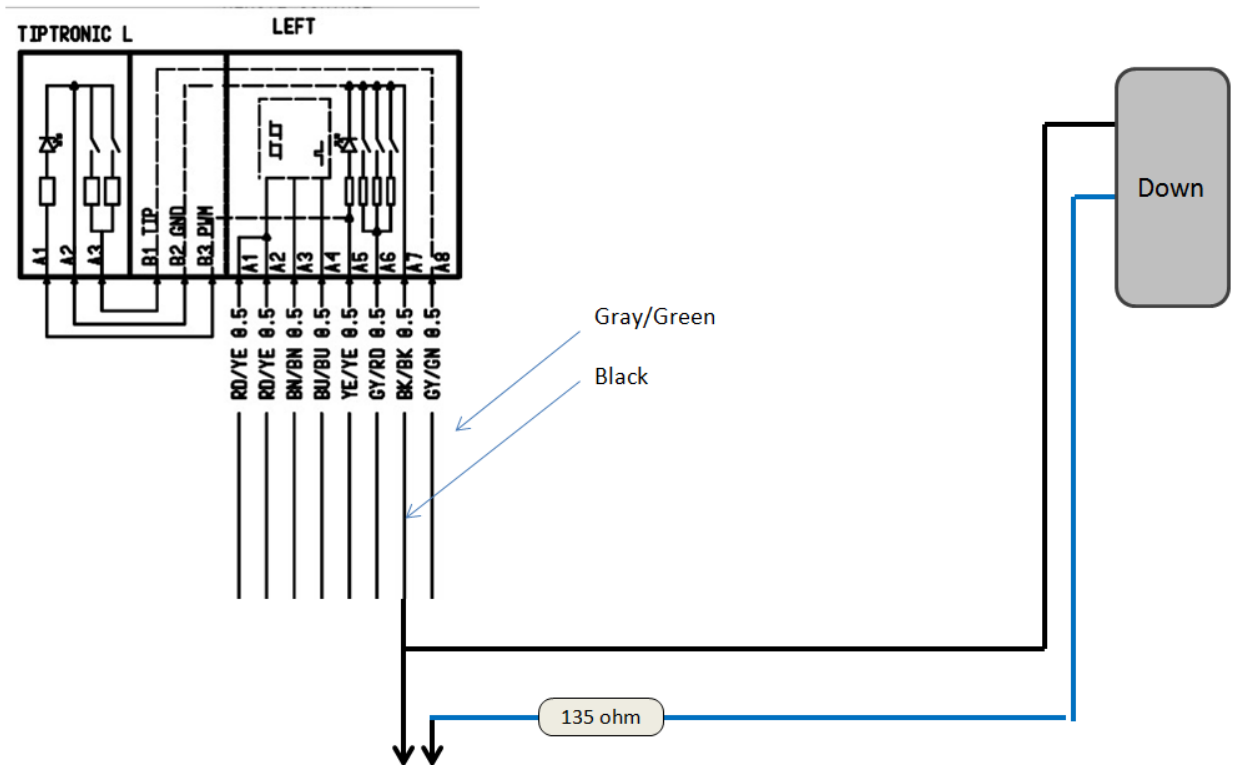 TIPTRONIC L
LEFT
Down
A1
A2
A3
B1 TIP
B2 GND
B3 PWM
A1
A2
A3
A4
A5
A6
A7
A8
RD/YE 0.5
RD/YE 0.5
BN/BN 0.5
BU/BU 0.5
YE/YE 0.5
GY/RD 0.5
BK/BK 0.5
GY/GN 0.5
Gray/Green
Black
135 ohm